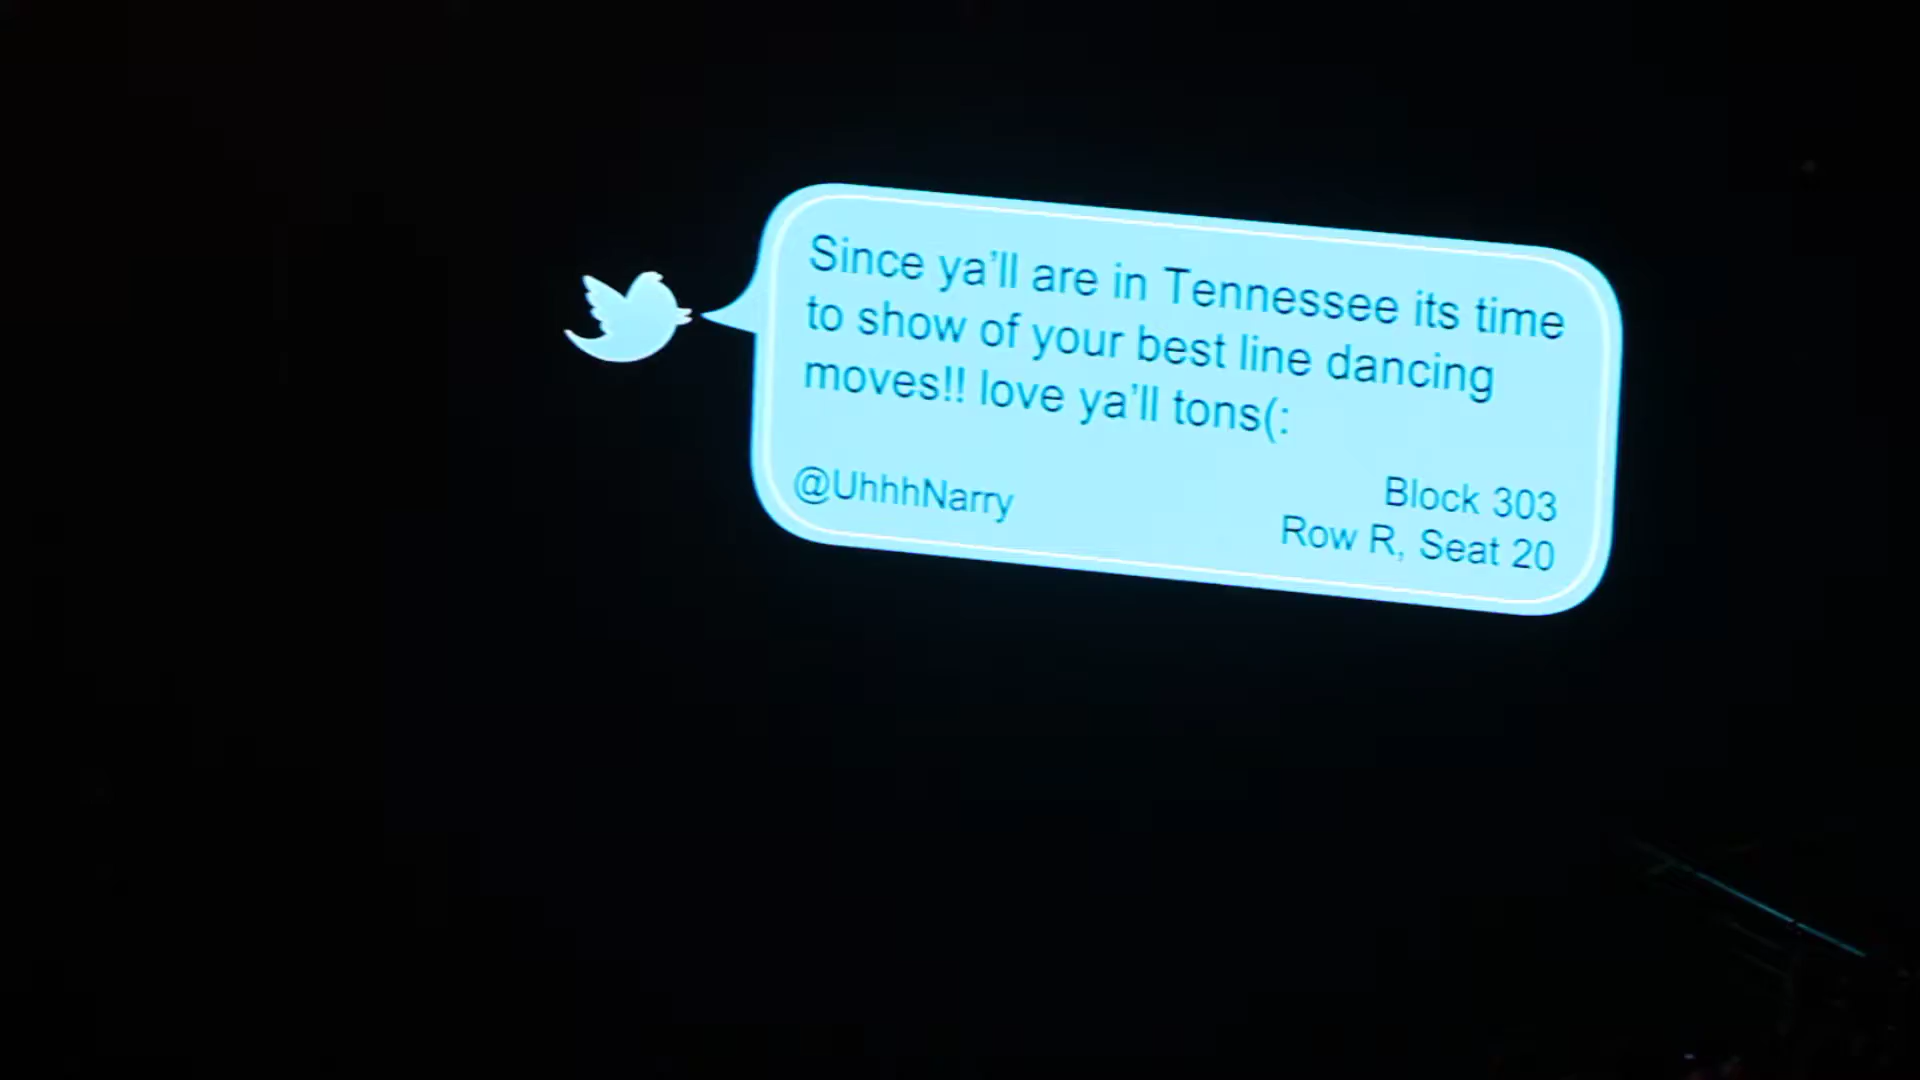 Since ya'll are in Tennessee its time
to show of your best line dancing
moves!! love ya'll tons(:
@UhhhNarry
Block 303
Row R, Seat 20